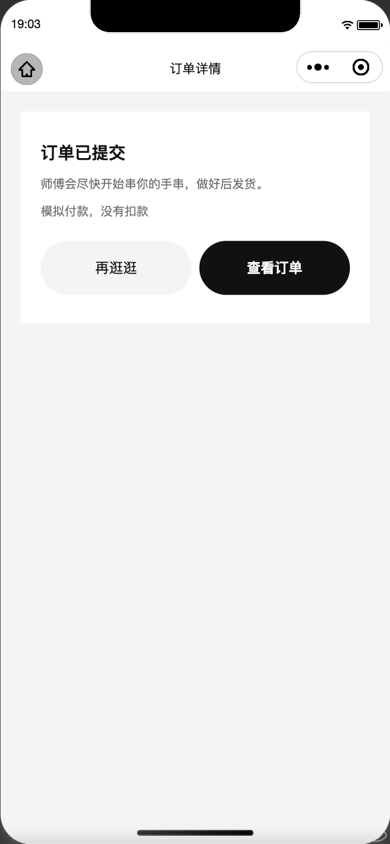 19:03
订单详情
订单已提交
师傅会尽快开始串你的手串，做好后发货。
模拟付款，没有扣款
再逛逛
查看订单